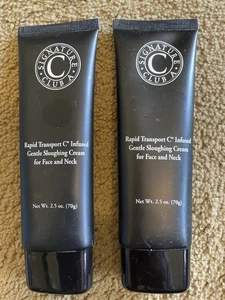 SIGNATURE
C
CLUB A
Rapid Transport C" Infused
Gentle Sloughing Cream
for Face and Neck
Net Wt. 2.5 oz. (70g)
SIGNATURE
C
CLUB A
Rapid Transport C" Infused
Gentle Sloughing Cream
for Face and Neck
Net Wt. 2.5 oz. (70g)